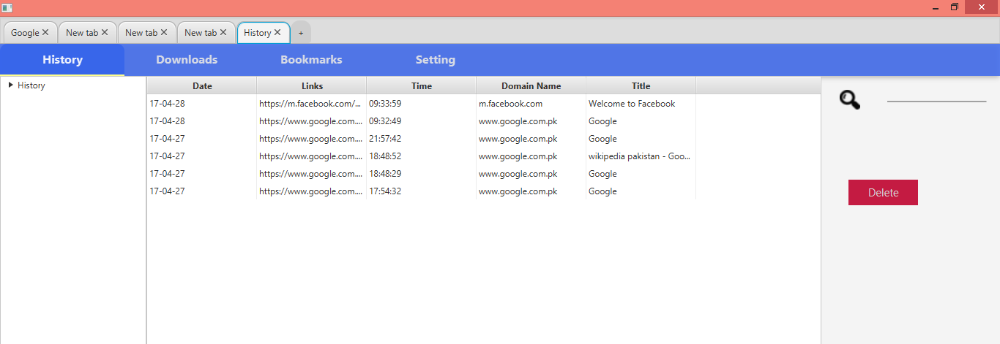 Google New tab New tab New tab History +
History Downloads Bookmarks Setting
History
Date Links Time Domain Name Title
17-04-28 https://m.facebook.com/... 09:33:59 m.facebook.com Welcome to Facebook
17-04-28 https://www.google.com.... 09:32:49 www.google.com.pk Google
17-04-27 https://www.google.com.... 21:57:42 www.google.com.pk Google
17-04-27 https://www.google.com.... 18:48:52 www.google.com.pk wikipedia pakistan - Goo...
17-04-27 https://www.google.com.... 18:48:29 www.google.com.pk Google
17-04-27 https://www.google.com.... 17:54:32 www.google.com.pk Google
Delete